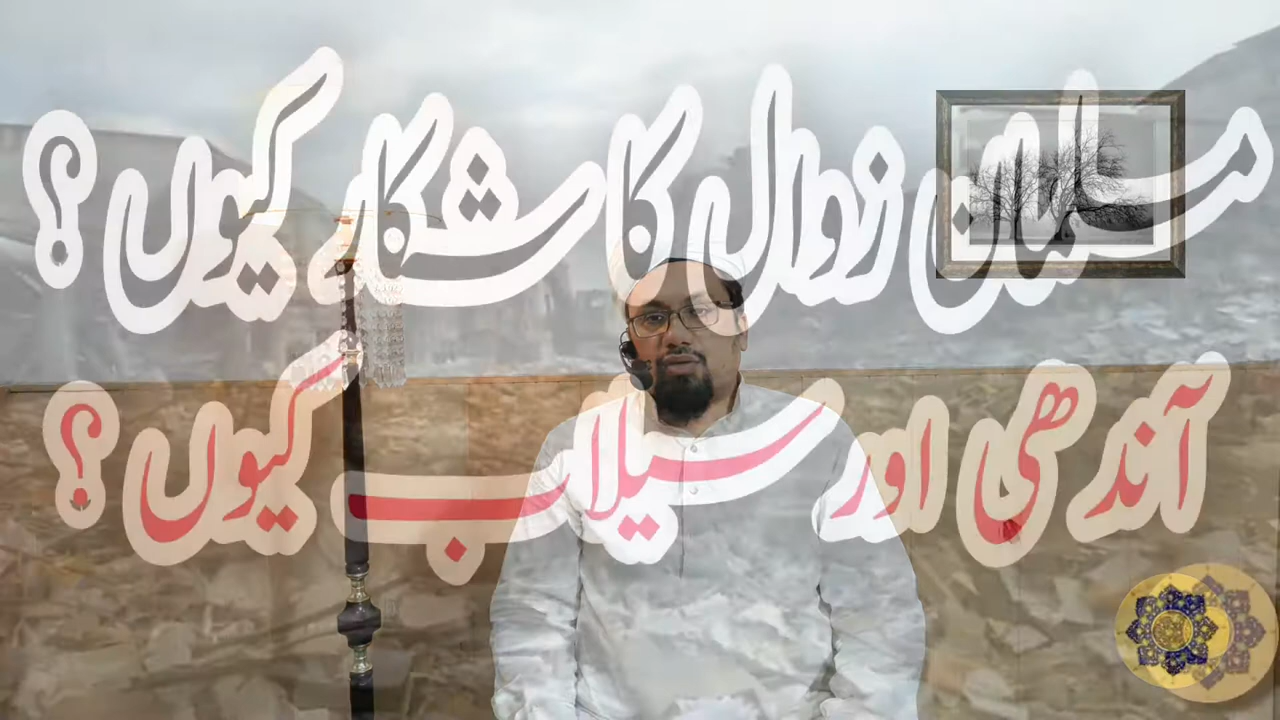 مسلمان زوال کا شکار کیوں ؟
آندھی اور سیلاب کیوں ؟